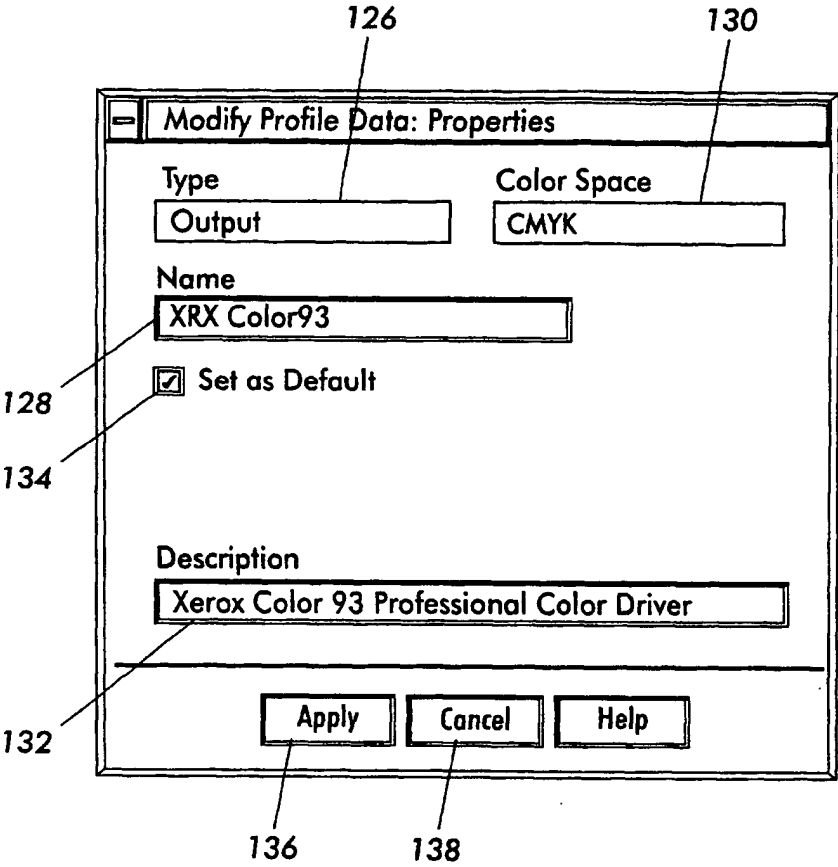 126 130
Modify Profile Data: Properties
Type Color Space
Output CMYK
Name
XRX Color93
Set as Default
128
134
Description
Xerox Color 93 Professional Color Driver
Apply Cancel Help
132
136 138